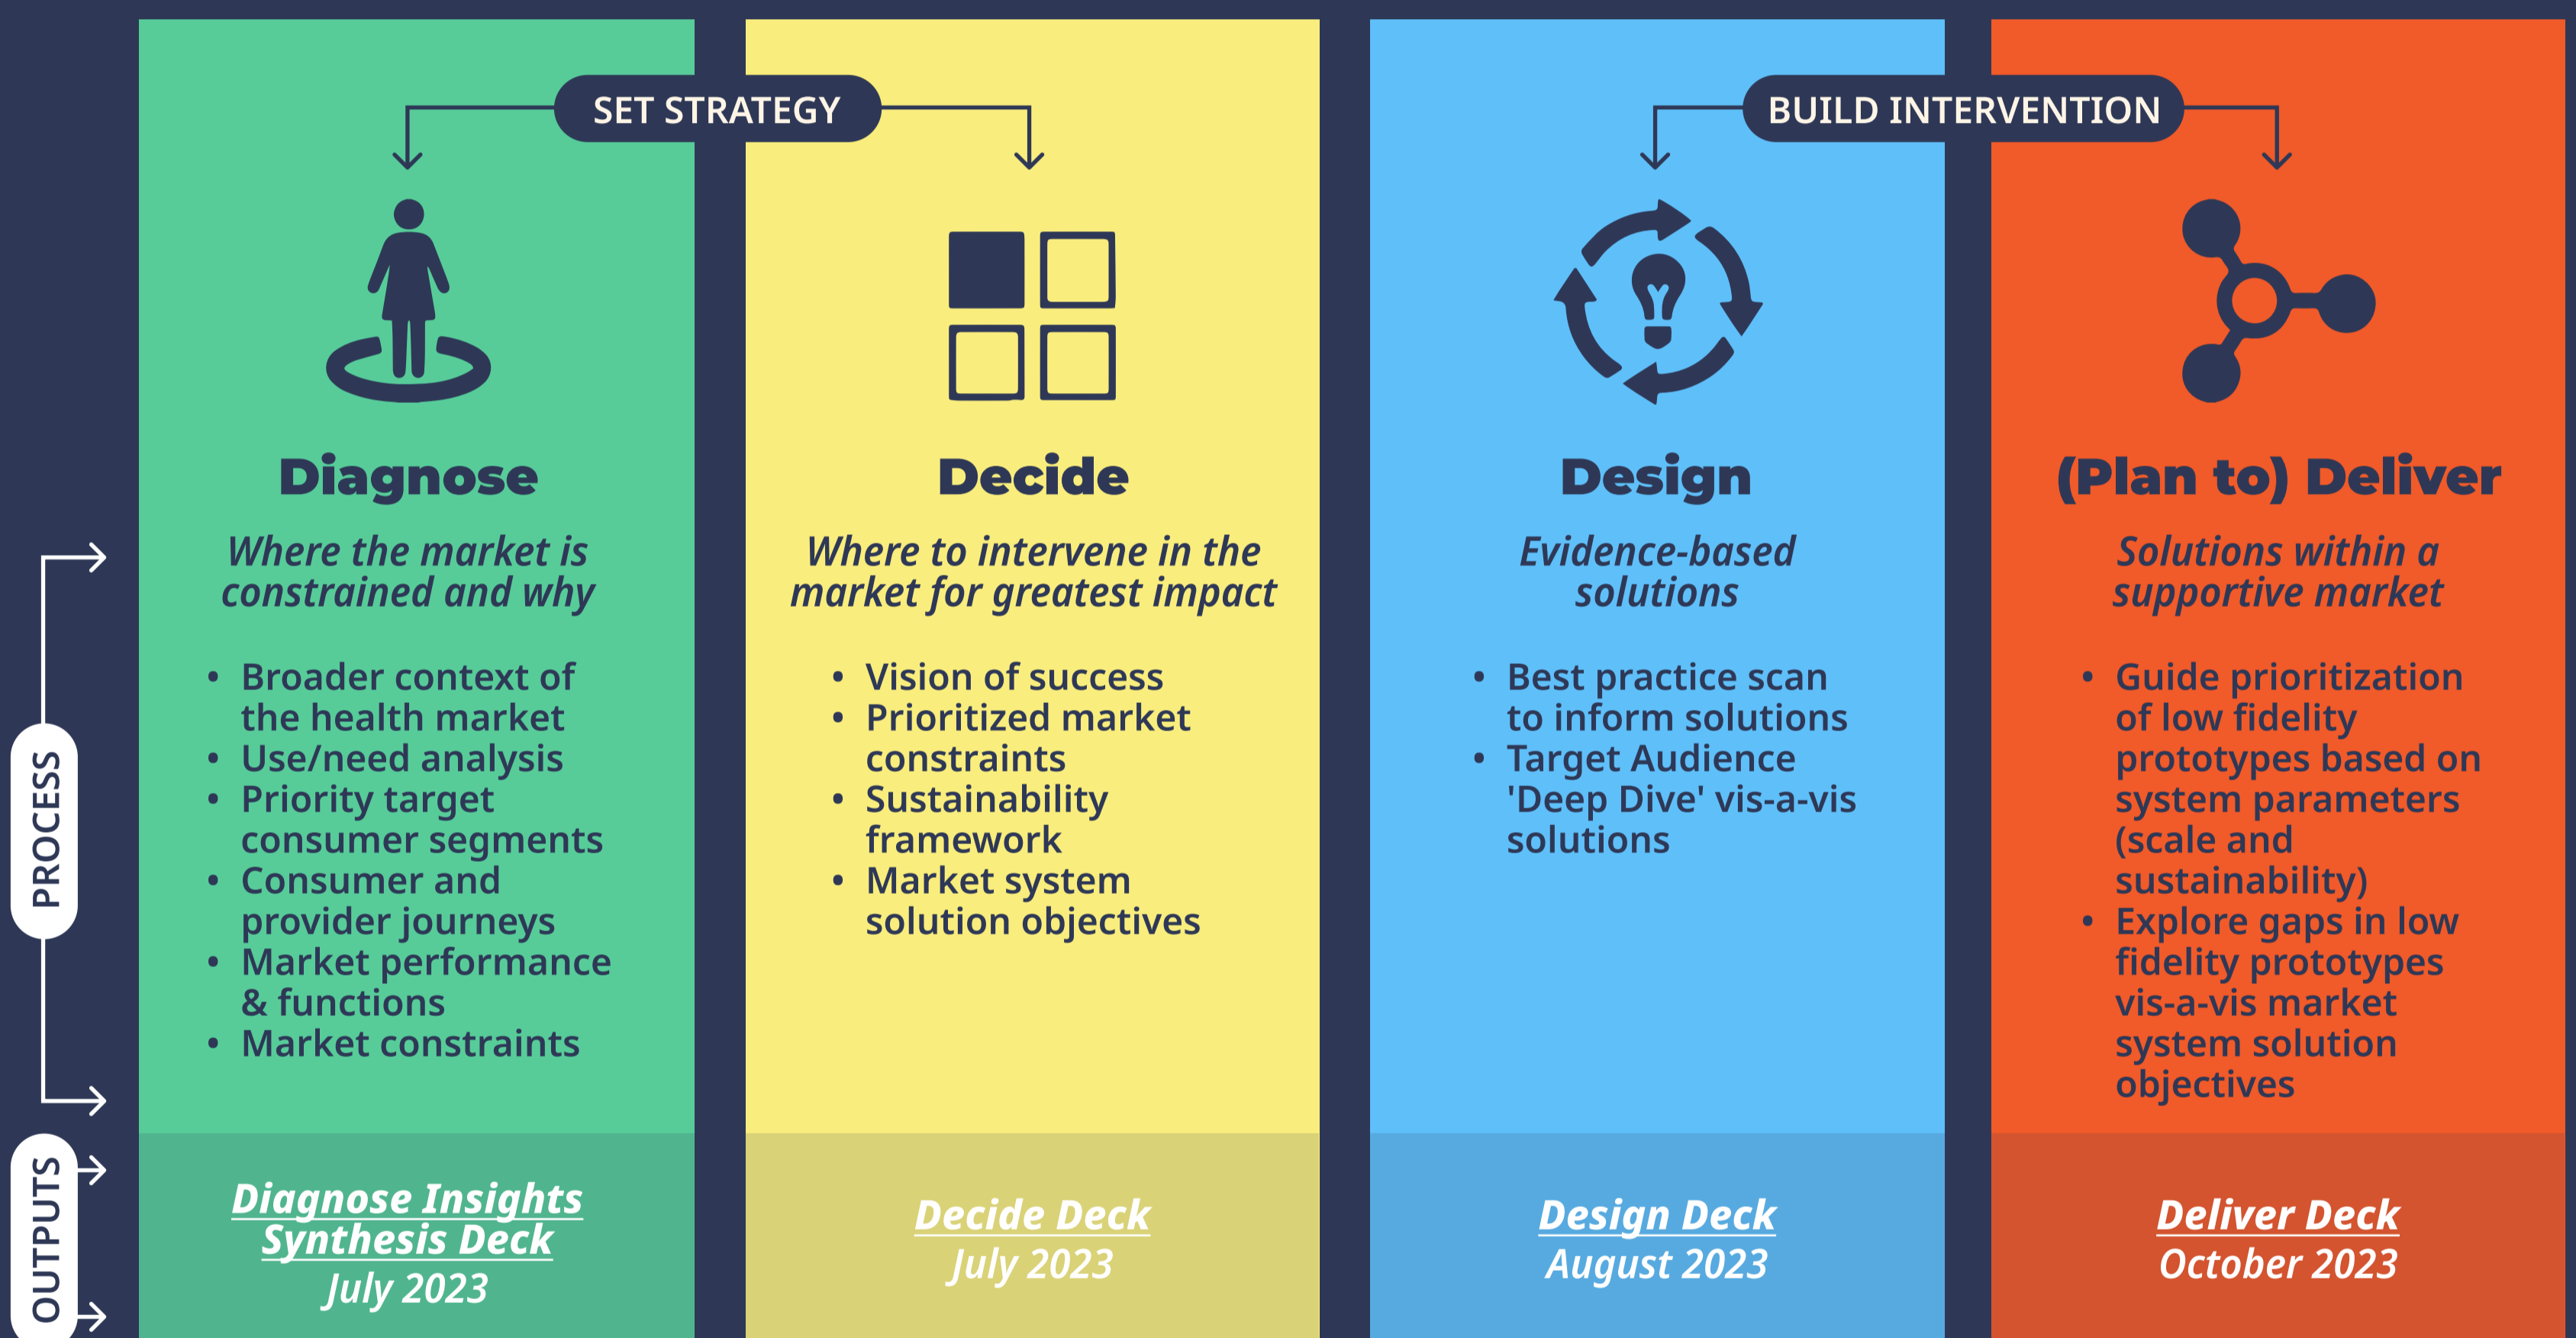 SET STRATEGY
BUILD INTERVENTION
PROCESS
OUTPUTS
Diagnose
Where the market is
constrained and why
• Broader context of
the health market
• Use/need analysis
• Priority target
consumer segments
• Consumer and
provider journeys
• Market performance
& functions
• Market constraints
Diagnose Insights
Synthesis Deck
July 2023
Decide
Where to intervene in the
market for greatest impact
• Vision of success
• Prioritized market
constraints
• Sustainability
framework
• Market system
solution objectives
Decide Deck
July 2023
Design
Evidence-based
solutions
• Best practice scan
to inform solutions
• Target Audience
'Deep Dive' vis-a-vis
solutions
Design Deck
August 2023
(Plan to) Deliver
Solutions within a
supportive market
• Guide prioritization
of low fidelity
prototypes based on
system parameters
(scale and
sustainability)
• Explore gaps in low
fidelity prototypes
vis-a-vis market
system solution
objectives
Deliver Deck
October 2023